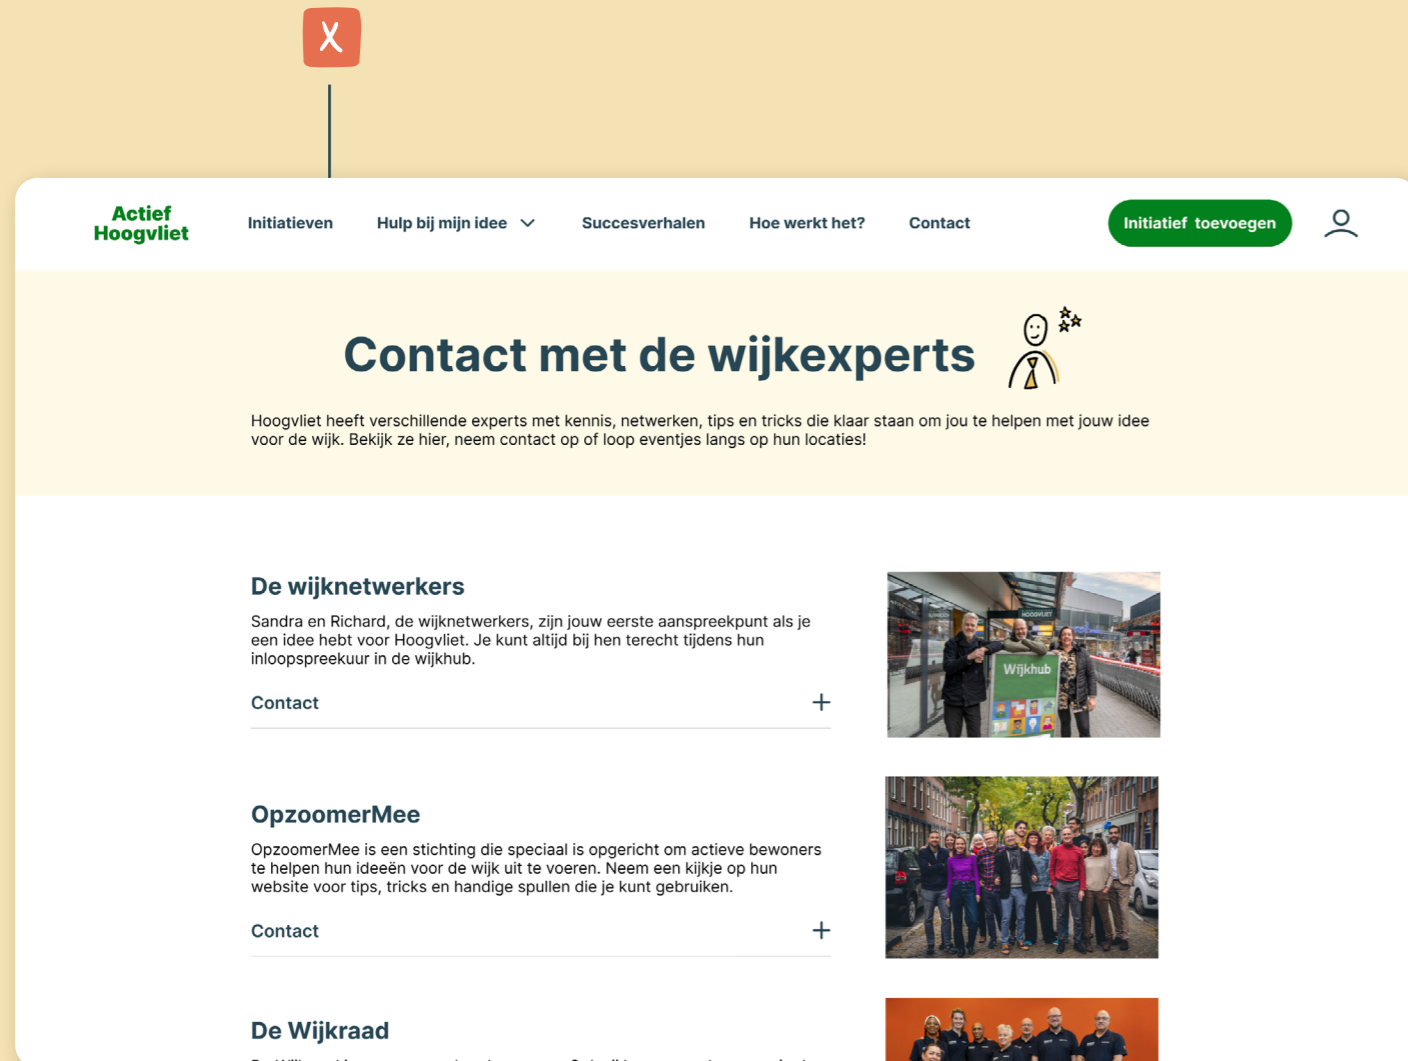 X
Actief
Hoogvliet
Initiatieven
Hulp bij mijn idee
Succesverhalen
Hoe werkt het?
Contact
Initiatief toevoegen
Contact met de wijkexperts
Hoogvliet heeft verschillende experts met kennis, netwerken, tips en tricks die klaar staan om jou te helpen met jouw idee
voor de wijk. Bekijk ze hier, neem contact op of loop eventjes langs op hun locaties!
De wijknetwerkers
Sandra en Richard, de wijknetwerkers, zijn jouw eerste aanspreekpunt als je
een idee hebt voor Hoogvliet. Je kunt altijd bij hen terecht tijdens hun
inloopspreekuur in de wijkhub.
Contact
HOOGVLIET
Wijkhub
OpzoomerMee
OpzoomerMee is een stichting die speciaal is opgericht om actieve bewoners
te helpen hun ideeën voor de wijk uit te voeren. Neem een kijkje op hun
website voor tips, tricks en handige spullen die je kunt gebruiken.
Contact
De Wijkraad